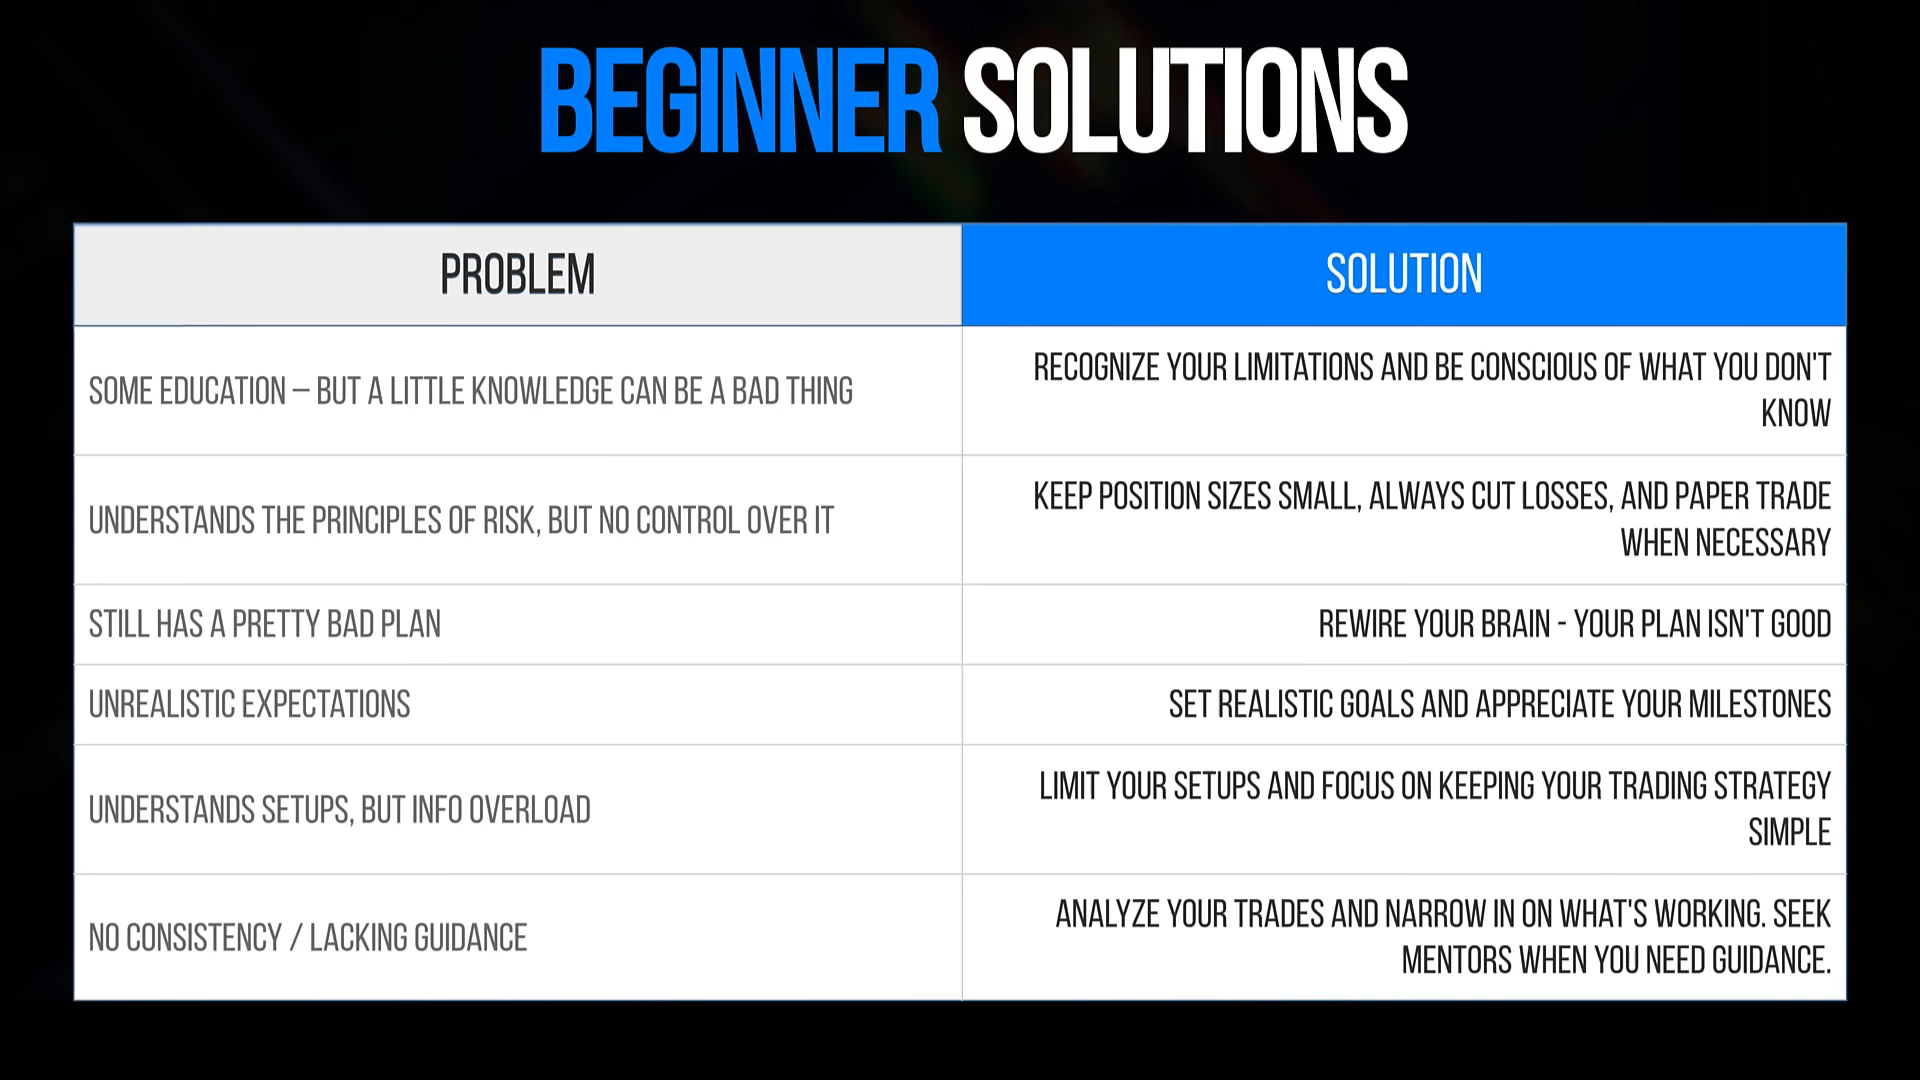 BEGINNER SOLUTIONS
PROBLEM
SOLUTION
SOME EDUCATION – BUT A LITTLE KNOWLEDGE CAN BE A BAD THING
RECOGNIZE YOUR LIMITATIONS AND BE CONSCIOUS OF WHAT YOU DON'T
KNOW
UNDERSTANDS THE PRINCIPLES OF RISK, BUT NO CONTROL OVER IT
KEEP POSITION SIZES SMALL, ALWAYS CUT LOSSES, AND PAPER TRADE
WHEN NECESSARY
STILL HAS A PRETTY BAD PLAN
REWIRE YOUR BRAIN - YOUR PLAN ISN'T GOOD
UNREALISTIC EXPECTATIONS
SET REALISTIC GOALS AND APPRECIATE YOUR MILESTONES
UNDERSTANDS SETUPS, BUT INFO OVERLOAD
LIMIT YOUR SETUPS AND FOCUS ON KEEPING YOUR TRADING STRATEGY
SIMPLE
NO CONSISTENCY / LACKING GUIDANCE
ANALYZE YOUR TRADES AND NARROW IN ON WHAT'S WORKING. SEEK
MENTORS WHEN YOU NEED GUIDANCE.